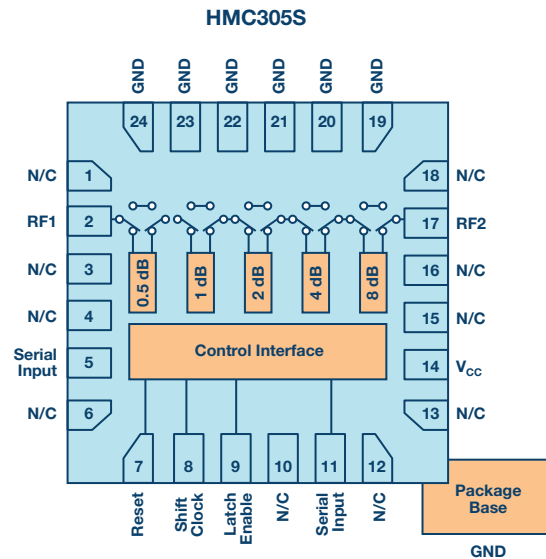 HMC305S
GND
GND
GND
GND
GND
GND
24
23
22
21
20
19
N/C
1
18
N/C
RF1
2
17
RF2
N/C
3
16
N/C
0.5 dB
1 dB
2 dB
4 dB
8 dB
N/C
4
15
N/C
Control Interface
Serial
Input
5
14
VCC
N/C
6
13
N/C
7
8
9
10
11
12
Reset
Shift
Clock
Latch
Enable
N/C
Serial
Input
N/C
Package
Base
GND